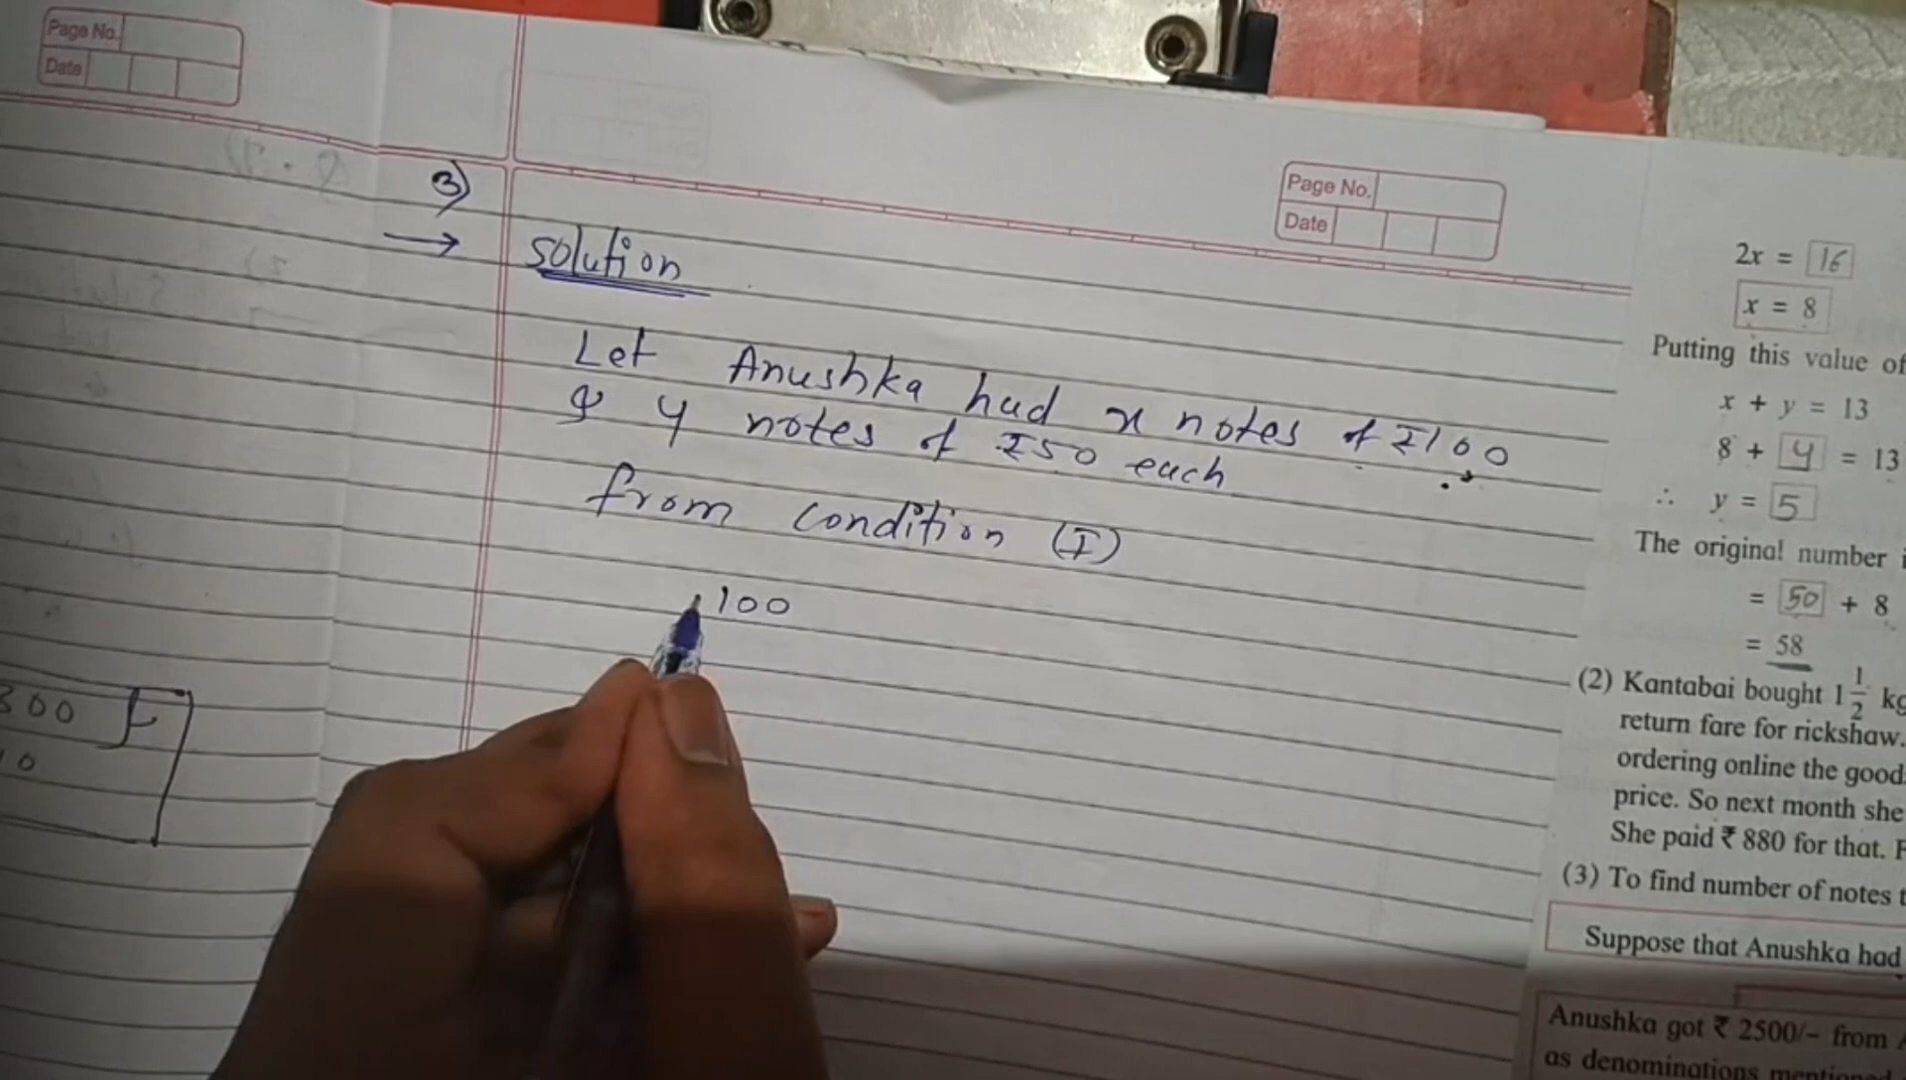 Page No.
Date
3)
→ Solution
Let Anushka had x notes of ₹100
& y notes of ₹50 each
from condition (I)
100
300
10
Page No.
Date
2x = 16
x = 8
Putting this value of
x + y = 13
8 + y = 13
∴ y = 5
The original number
= 50 + 8
= 58
(2) Kantabai bought 1 1/2 kg
return fare for rickshaw.
ordering online the good
price. So next month she
She paid ₹ 880 for that.
(3) To find number of notes
Suppose that Anushka had
Anushka got ₹ 2500/- from
as denominations mentioned